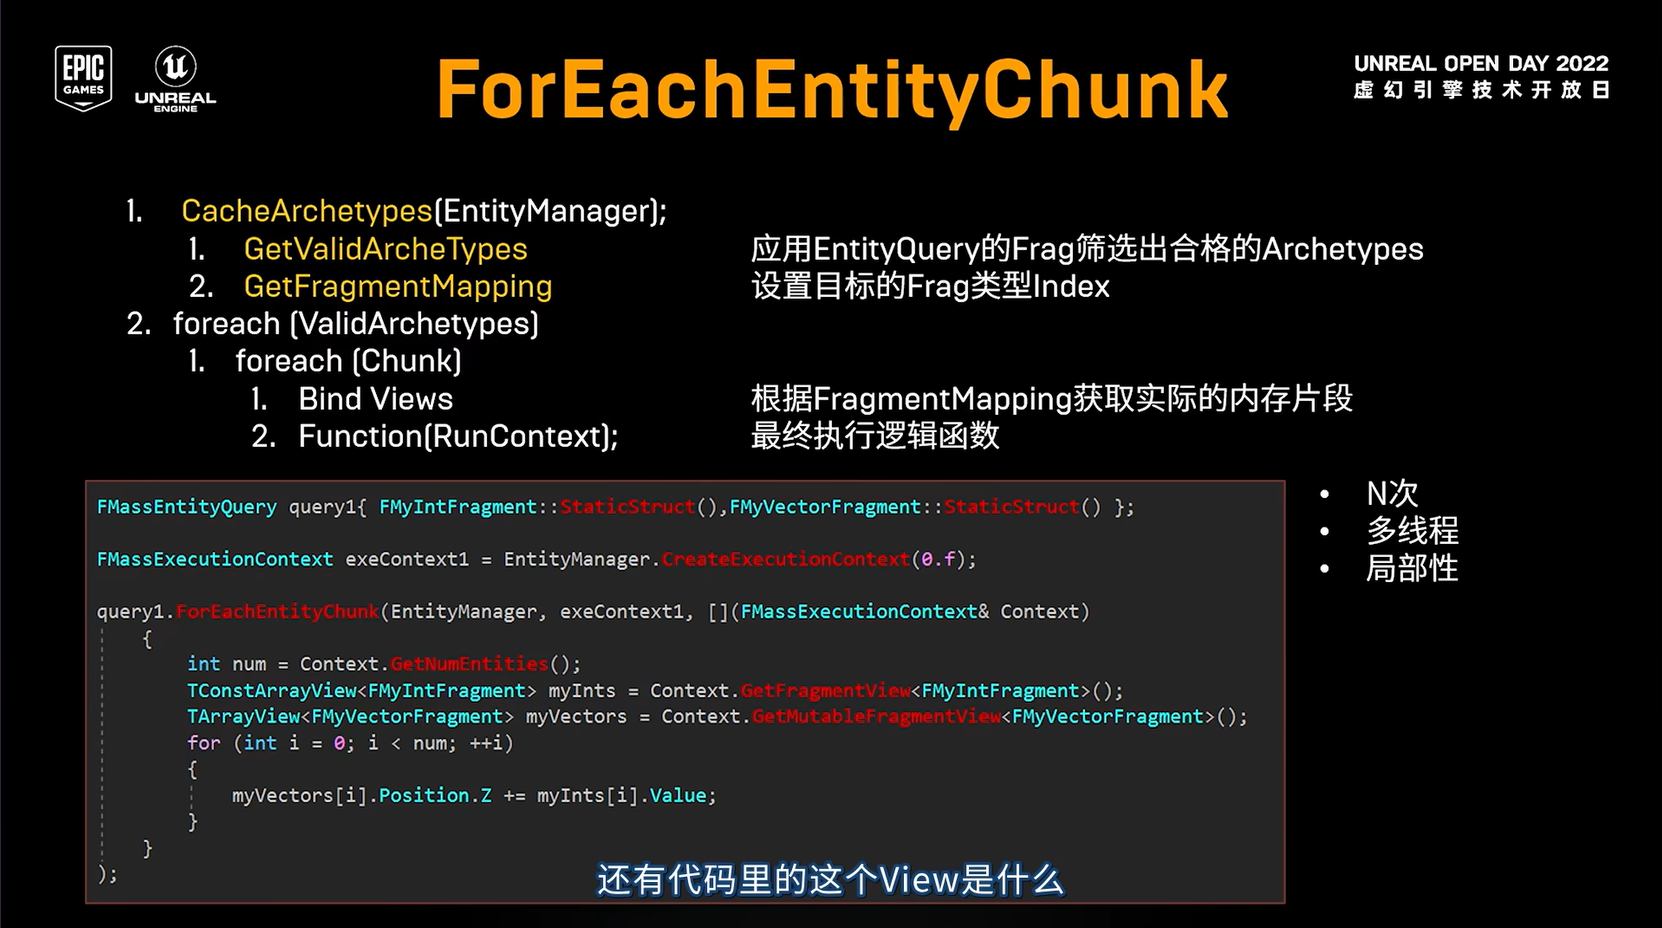 EPIC
GAMES
UNREAL
ENGINE
ForEachEntityChunk
UNREAL OPEN DAY 2022
虚幻引擎技术开放日
1. CacheArchetypes(EntityManager);
1. GetValidArcheTypes 应用EntityQuery的Frag筛选出合格的Archetypes
2. GetFragmentMapping 设置目标的Frag类型Index
2. foreach (ValidArchetypes)
1. foreach (Chunk)
1. Bind Views 根据FragmentMapping获取实际的内存片段
2. Function(RunContext); 最终执行逻辑函数
FMassEntityQuery query1{ FMyIntFragment::StaticStruct(),FMyVectorFragment::StaticStruct() };
FMassExecutionContext exeContext1 = EntityManager.CreateExecutionContext(0.f);
query1.ForEachEntityChunk(EntityManager, exeContext1, [](FMassExecutionContext& Context)
{
int num = Context.GetNumEntities();
TConstArrayView<FMyIntFragment> myInts = Context.GetFragmentView<FMyIntFragment>();
TArrayView<FMyVectorFragment> myVectors = Context.GetMutableFragmentView<FMyVectorFragment>();
for (int i = 0; i < num; ++i)
{
myVectors[i].Position.Z += myInts[i].Value;
}
}
);
• N次
• 多线程
• 局部性
还有代码里的这个View是什么